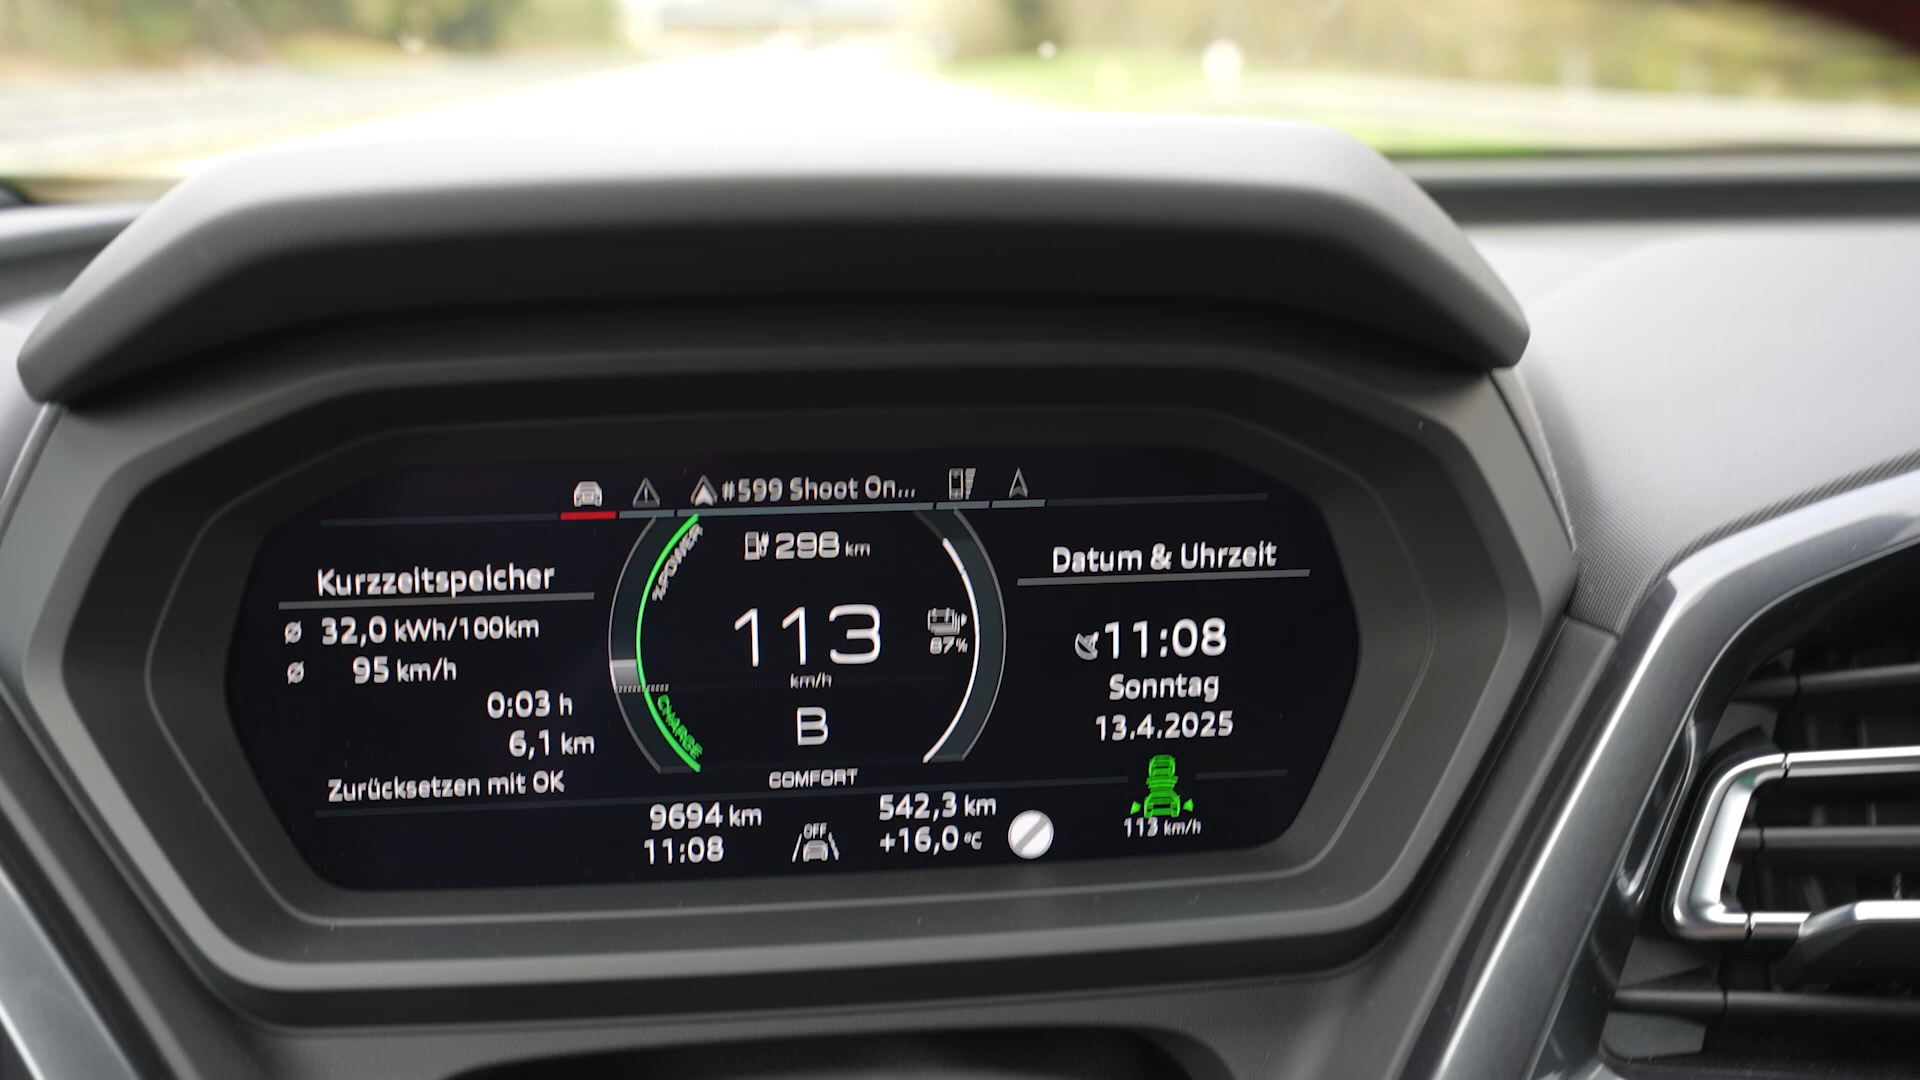 #599 Shoot On...
Kurzzeitspeicher
Ø 32,0 kWh/100km
Ø 95 km/h
0:03 h
6,1 km
Zurücksetzen mit OK
%POWER
CHARGE
298 km
113
km/h
B
COMFORT
87%
Datum & Uhrzeit
11:08
Sonntag
13.4.2025
9694 km
11:08
OFF
542,3 km
+16,0 °C
113 km/h